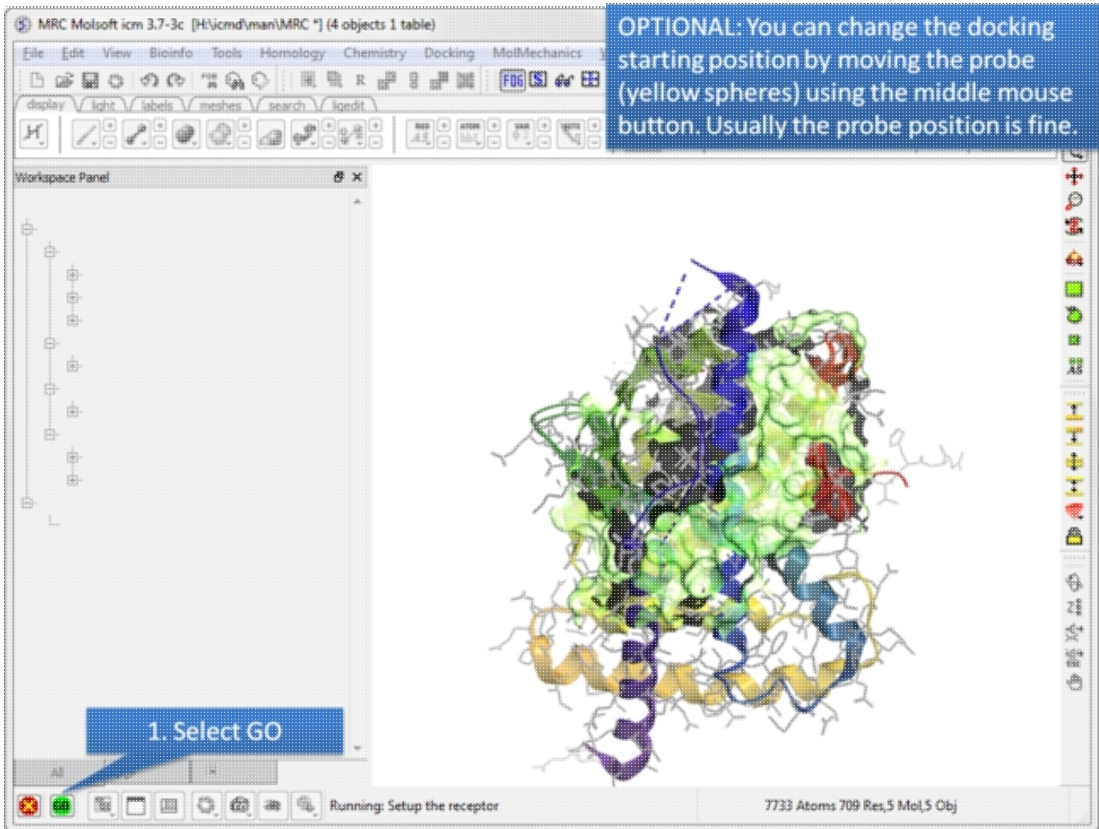 MRC Molsoft icm 3.7-3c [H:\icmd\man\MRC *] (4 objects 1 table)
OPTIONAL: You can change the docking
starting position by moving the probe
(yellow spheres) using the middle mouse
button. Usually the probe position is fine.
File Edit View Bioinfo Tools Homology Chemistry Docking MolMechanics
R FOG
display light labels meshes search ligedit
Workspace Panel
AS
1. Select GO
All
GO Running: Setup the receptor 7733 Atoms 709 Res,5 Mol,5 Obj